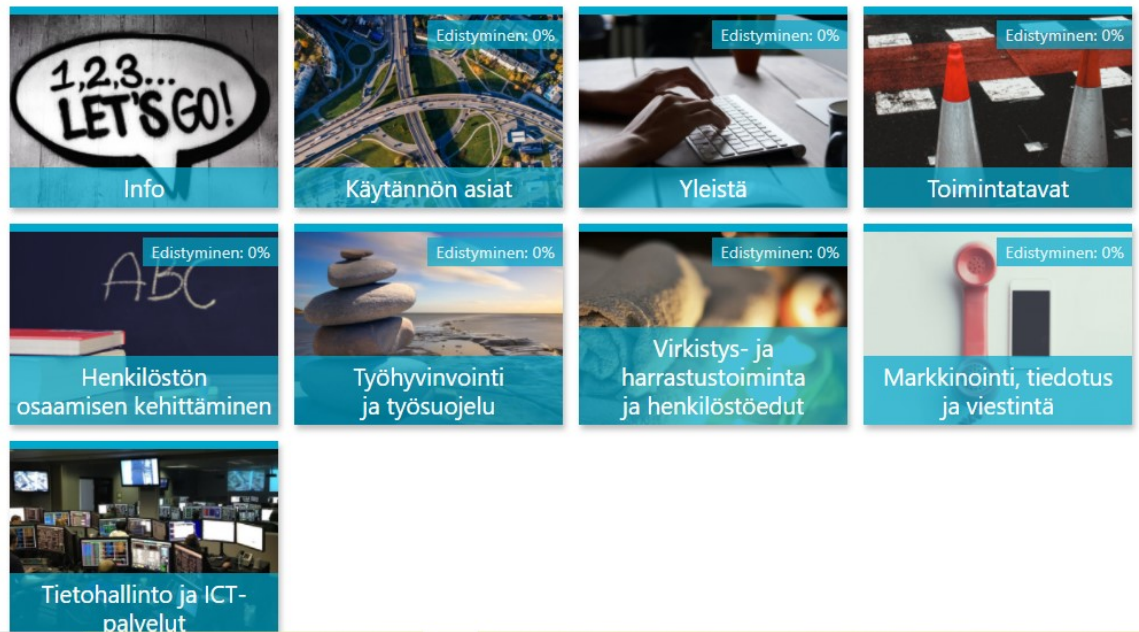 1,2,3...
LET'S GO!
Info
Edistyminen: 0%
Käytännön asiat
Edistyminen: 0%
Yleistä
Edistyminen: 0%
Toimintatavat
Edistyminen: 0%
ABC
Henkilöstön
osaamisen kehittäminen
Edistyminen: 0%
Työhyvinvointi
ja työsuojelu
Edistyminen: 0%
Virkistys- ja
harrastustoiminta
ja henkilöstöedut
Edistyminen: 0%
Markkinointi, tiedotus
ja viestintä
Tietohallinto ja ICT-
palvelut